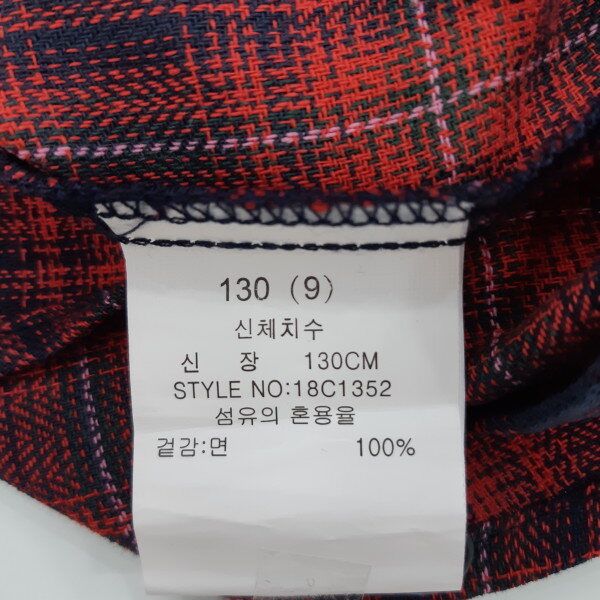 130 (9)
신체치수
신 장 130CM
STYLE NO:18C1352
섬유의 혼용율
겉감:면 100%